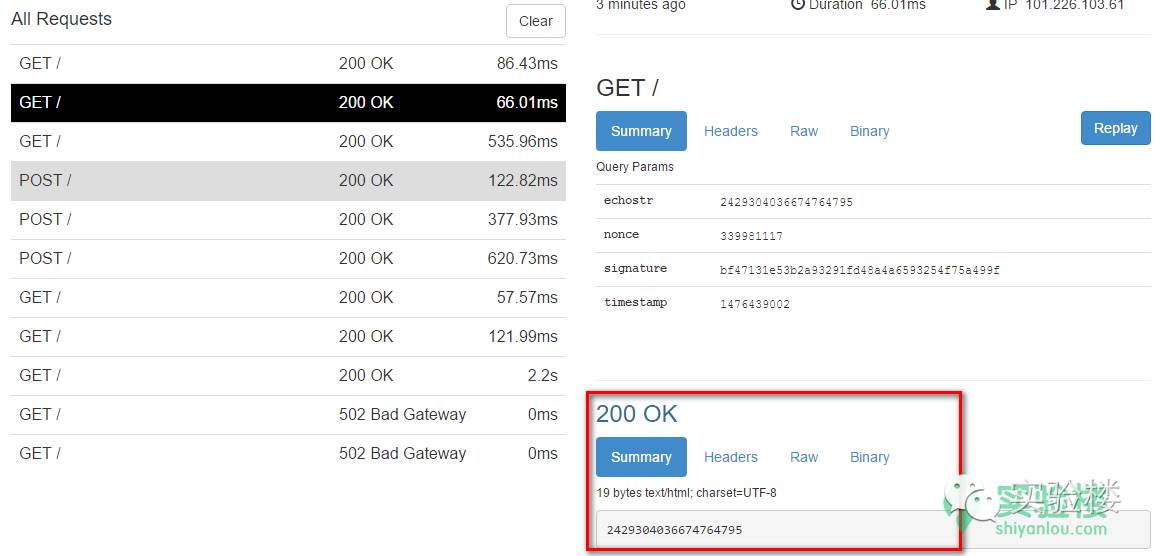 All Requests
Clear
GET / 200 OK 86.43ms
GET / 200 OK 66.01ms
GET / 200 OK 535.96ms
POST / 200 OK 122.82ms
POST / 200 OK 377.93ms
POST / 200 OK 620.73ms
GET / 200 OK 57.57ms
GET / 200 OK 121.99ms
GET / 200 OK 2.2s
GET / 502 Bad Gateway 0ms
GET / 502 Bad Gateway 0ms
3 minutes ago Duration 66.01ms IP 101.226.103.61
GET /
Summary Headers Raw Binary Replay
Query Params
echostr 2429304036674764795
nonce 339981117
signature bf47131e53b2a93291fd48a4a6593254f75a499f
timestamp 1476439002
200 OK
Summary Headers Raw Binary
19 bytes text/html; charset=UTF-8
2429304036674764795
实验楼
shiyanlou.com